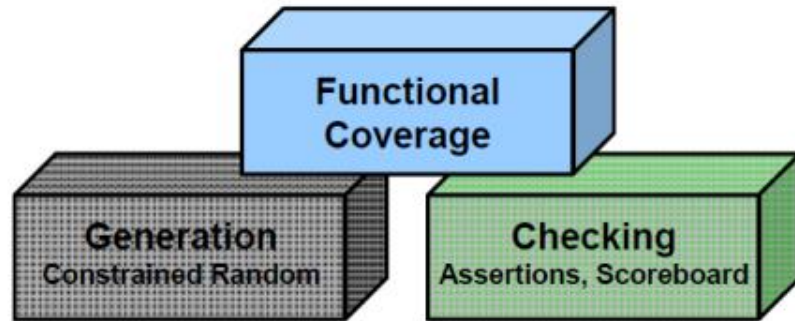 Functional
Coverage
Generation
Constrained Random
Checking
Assertions, Scoreboard